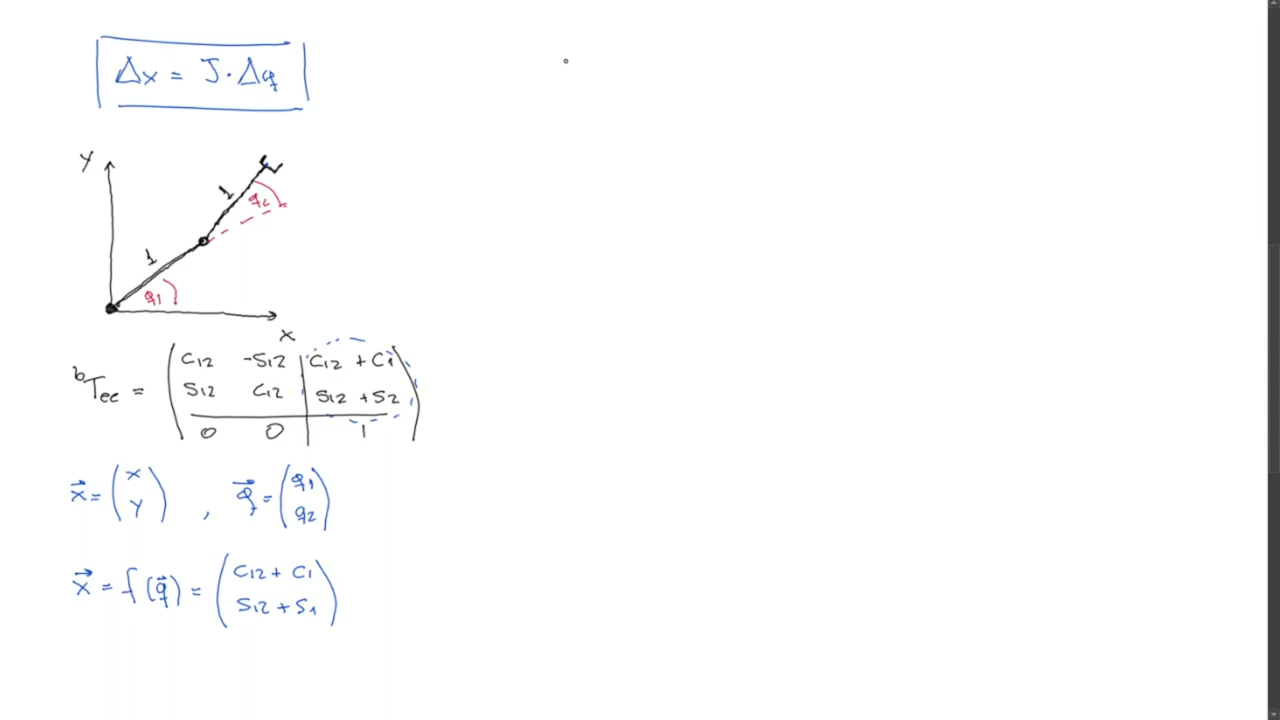 Δx = J · Δq
y
1
q2
1
q1
x
bTee = ( C12 -S12 | C12 + C1 )
( S12 C12 | S12 + S2 )
( 0 0 | 1 )
x⃗ = ( x y ) , q⃗ = ( q1 q2 )
x⃗ = f(q⃗) = ( C12 + C1
S12 + S1 )